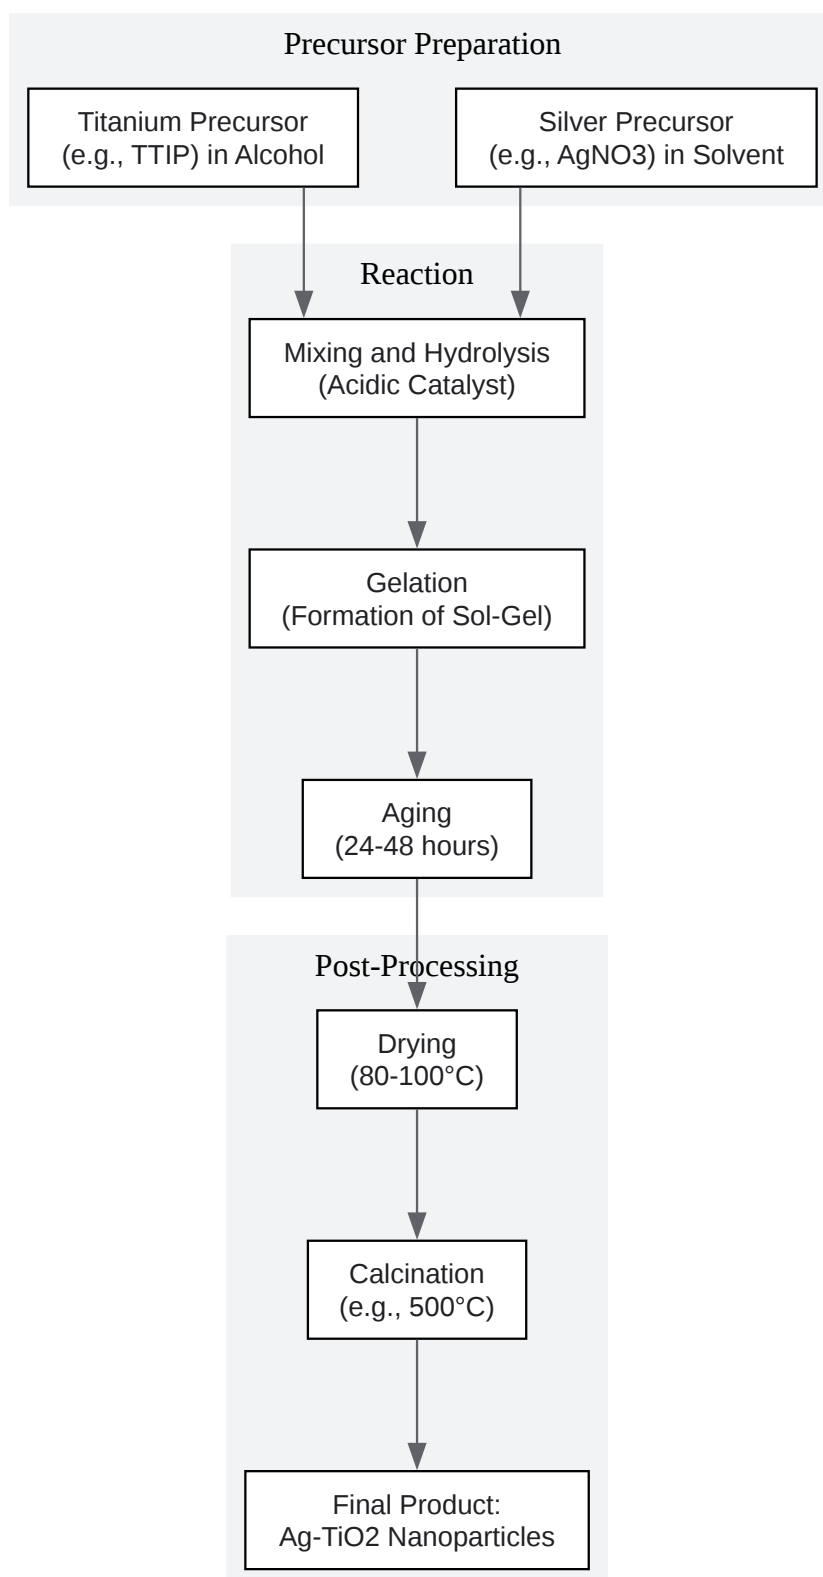 Precursor Preparation
Titanium Precursor
(e.g., TTIP) in Alcohol
Silver Precursor
(e.g., AgNO3) in Solvent
Reaction
Mixing and Hydrolysis
(Acidic Catalyst)
Gelation
(Formation of Sol-Gel)
Aging
(24-48 hours)
Post-Processing
Drying
(80-100°C)
Calcination
(e.g., 500°C)
Final Product:
Ag-TiO2 Nanoparticles